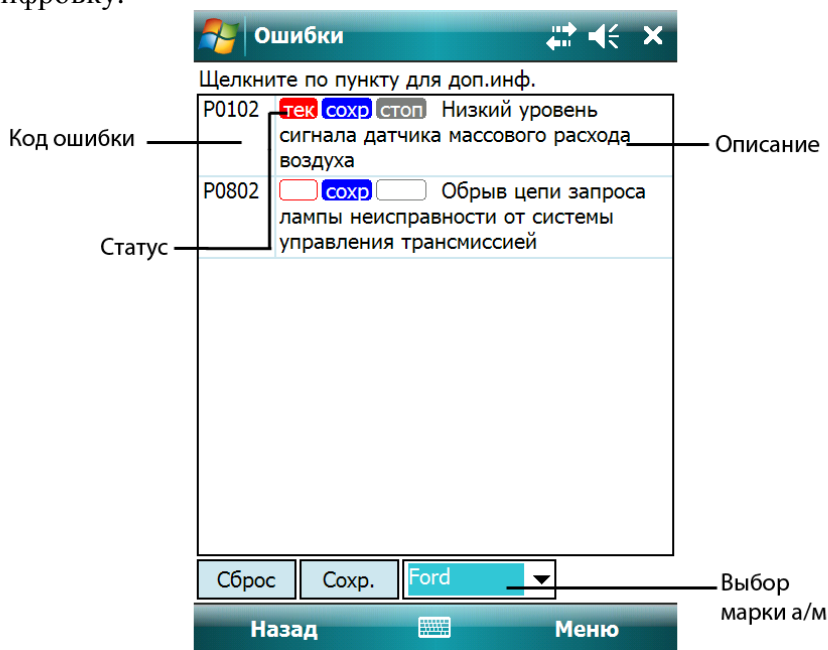 ифровку.
Ошибки
Щелкните по пункту для доп.инф.
P0102 тек сохр стоп Низкий уровень
сигнала датчика массового расхода
воздуха
Код ошибки
Описание
P0802 сохр Обрыв цепи запроса
лампы неисправности от системы
управления трансмиссией
Статус
Сброс Сохр. Ford
Выбор
марки а/м
Назад Меню